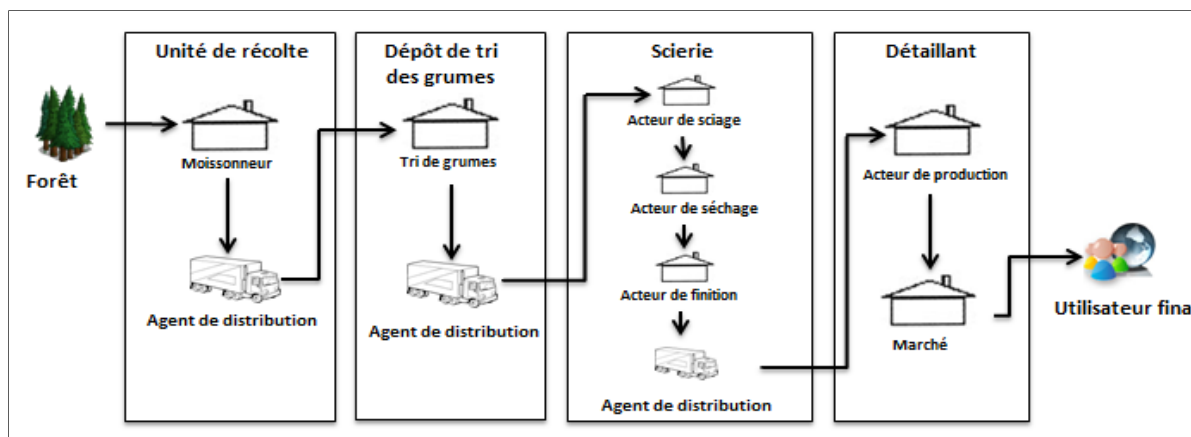 Forêt
Unité de récolte
Moissonneur
Agent de distribution
Dépôt de tri
des grumes
Tri de grumes
Agent de distribution
Scierie
Acteur de sciage
Acteur de séchage
Acteur de finition
Agent de distribution
Détaillant
Acteur de production
Marché
Utilisateur fina